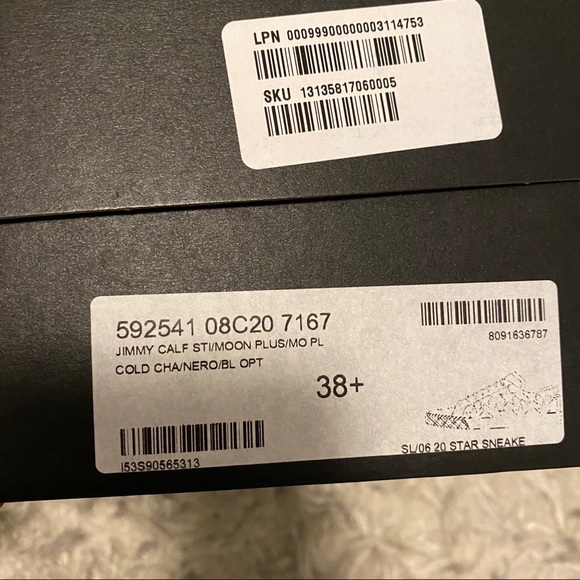 LPN 00099900000003114753
SKU 13135817060005
592541 08C20 7167
JIMMY CALF STI/MOON PLUS/MO PL
COLD CHA/NERO/BL OPT
38+
8091636787
I53S90565313
SL/06 20 STAR SNEAKE